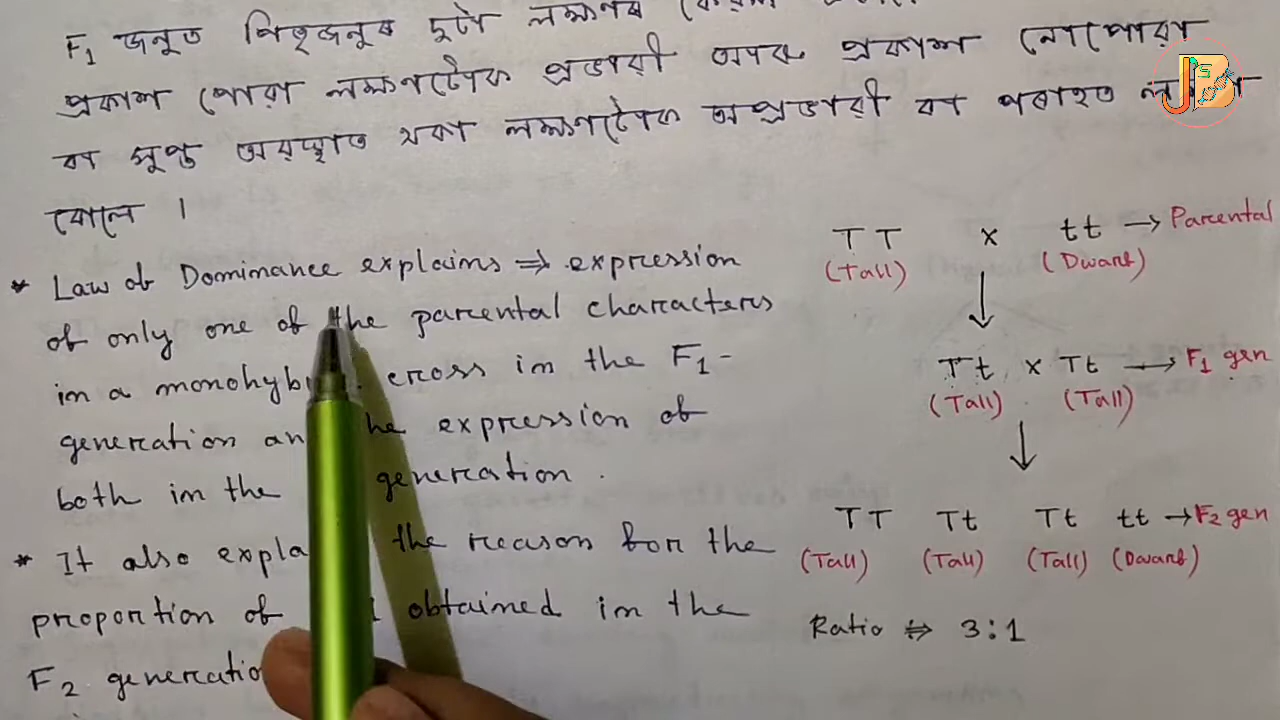 F₁ জনুত পিতৃজনুৰ দুটা লক্ষণৰ
প্ৰকাশ পোৱা লক্ষণটোক প্ৰভাৱী আৰু প্ৰকাশ নোপোৱা
বা সুপ্ত অৱস্থাত থকা লক্ষণটোক অপ্ৰভাৱী বা পৰাহত
বোলে ।
* Law of Dominance explains ⇒ expression
of only one of the parental characters
in a monohyb cross in the F₁-
generation an expression of
both in the generation .
* It also expla the reason for the
proportion of obtained in the
F₂ generatio
TT × tt → Parental
(Tall) (Dwarf)
↓
Tt × Tt → F₁ gen
(Tall) (Tall)
↓
TT Tt Tt tt → F₂ gen
(Tall) (Tall) (Tall) (Dwarf)
Ratio ⇒ 3:1